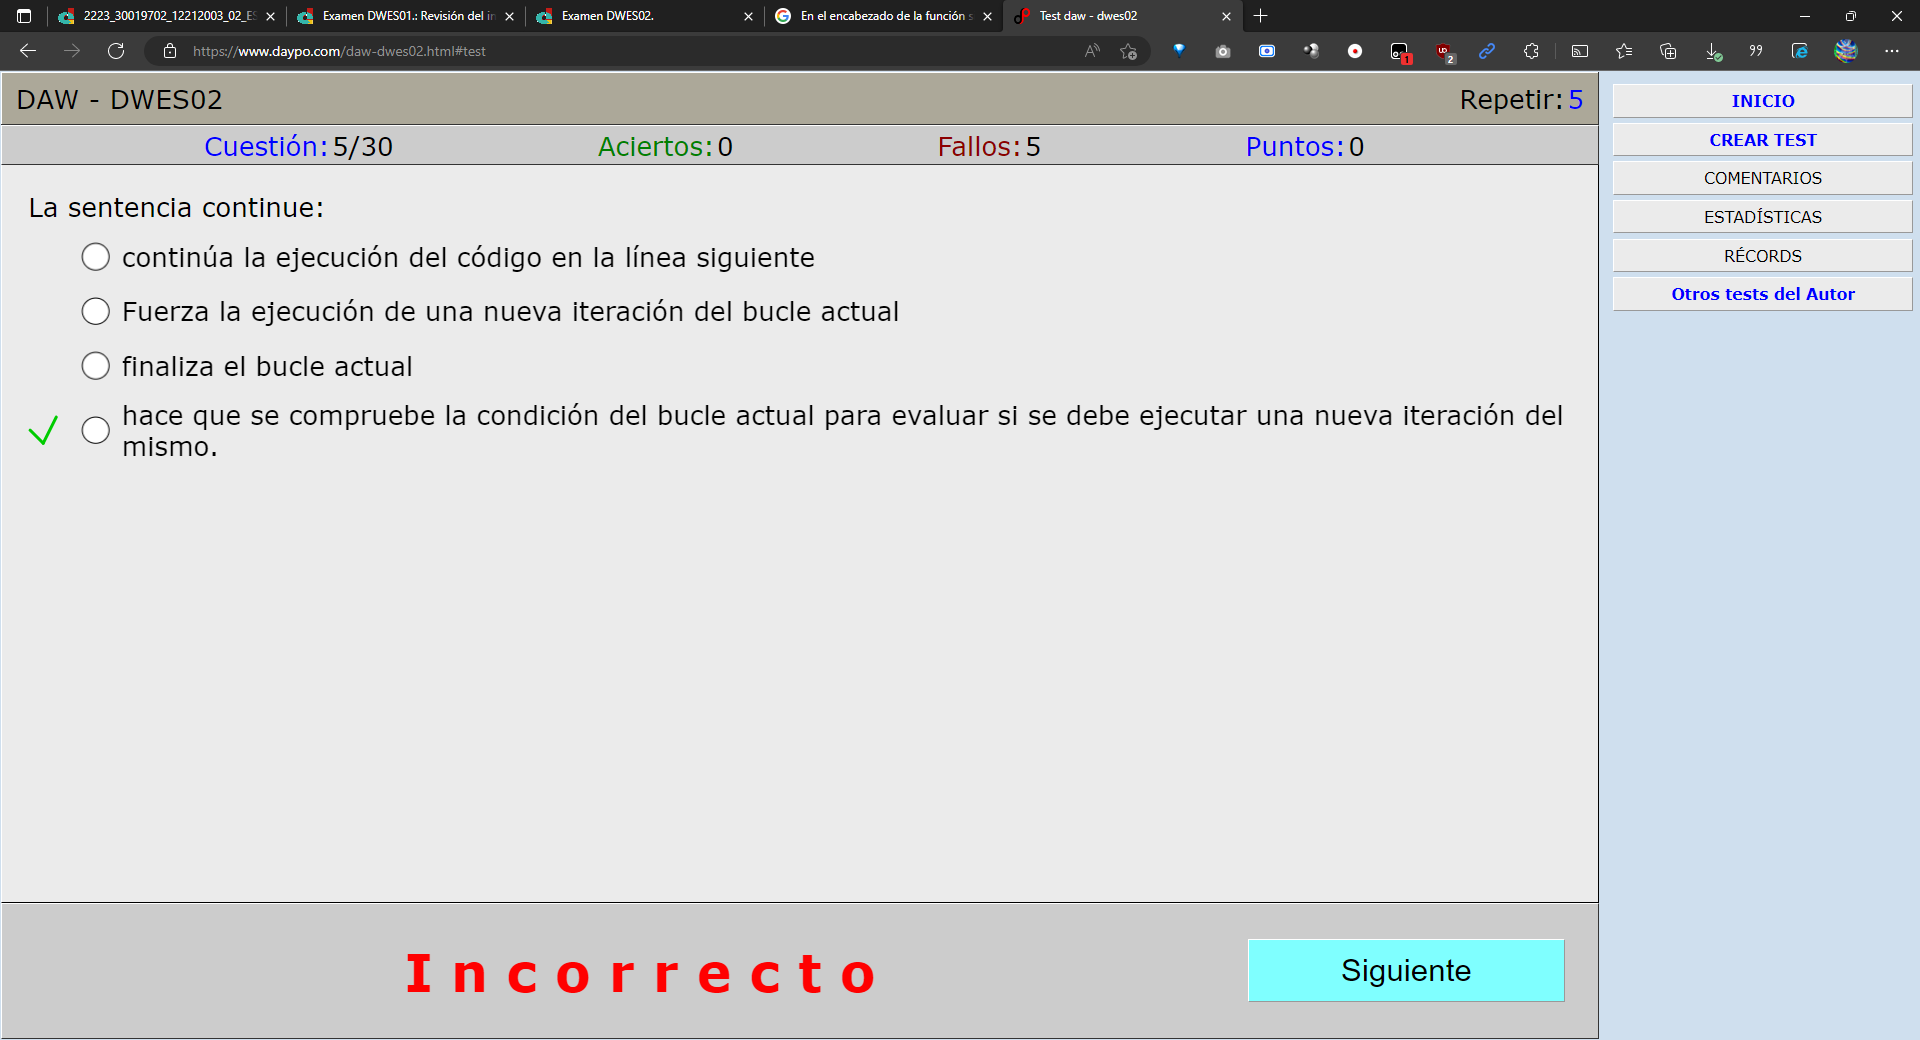 2223_30019702_12212003_02_ES
Examen DWES01.: Revisión del in
Examen DWES02.
En el encabezado de la función s
Test daw - dwes02
https://www.daypo.com/daw-dwes02.html#test
DAW - DWES02
Repetir: 5
Cuestión: 5/30
Aciertos: 0
Fallos: 5
Puntos: 0
La sentencia continue:
continúa la ejecución del código en la línea siguiente
Fuerza la ejecución de una nueva iteración del bucle actual
finaliza el bucle actual
hace que se compruebe la condición del bucle actual para evaluar si se debe ejecutar una nueva iteración del
mismo.
Incorrecto
Siguiente
INICIO
CREAR TEST
COMENTARIOS
ESTADÍSTICAS
RÉCORDS
Otros tests del Autor